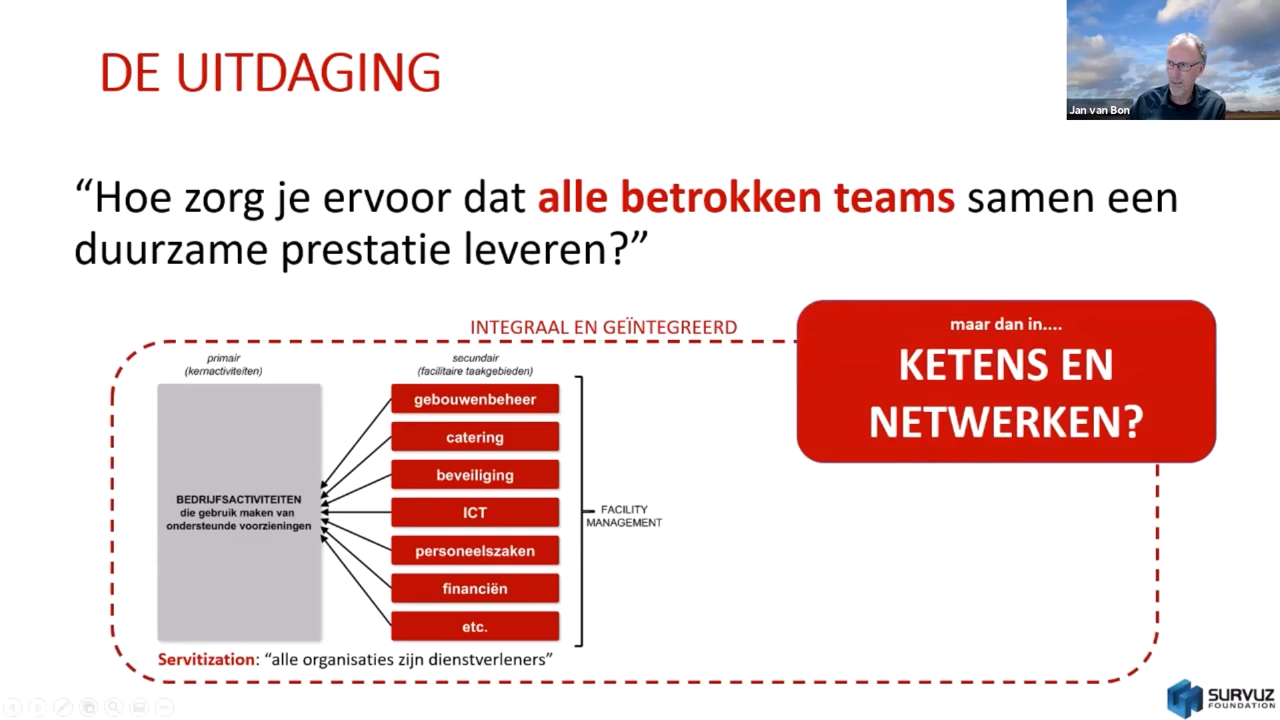 DE UITDAGING
Jan van Bon
“Hoe zorg je ervoor dat alle betrokken teams samen een
duurzame prestatie leveren?”
INTEGRAAL EN GEÏNTEGREERD
maar dan in....
KETENS EN
NETWERKEN?
primair
(kernactiviteiten)
secundair
(facilitaire taakgebieden)
BEDRIJFSACTIVITEITEN
die gebruik maken van
ondersteunde voorzieningen
gebouwenbeheer
catering
beveiliging
ICT
personeelszaken
financiën
etc.
FACILITY
MANAGEMENT
Servitization: “alle organisaties zijn dienstverleners”
SURVUZ
FOUNDATION